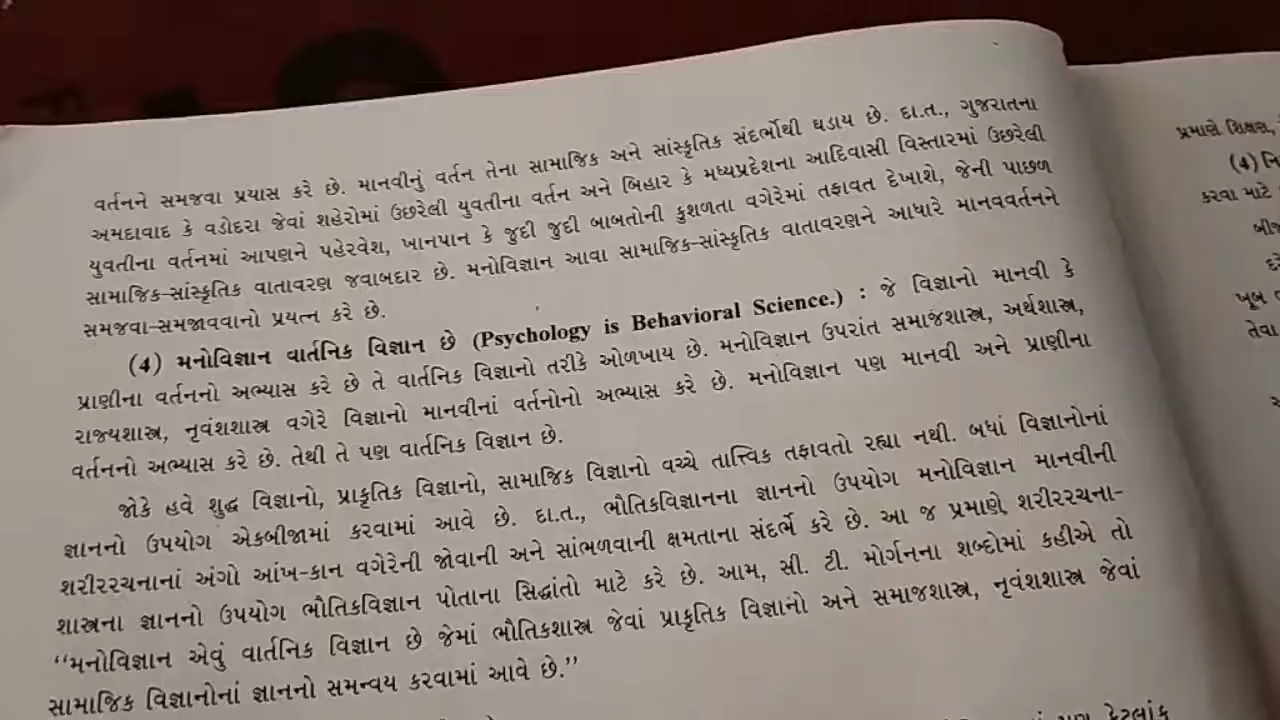 વર્તનને સમજવા પ્રયાસ કરે છે. માનવીનું વર્તન તેના સામાજિક અને સાંસ્કૃતિક સંદર્ભોથી ઘડાય છે. દા.ત., ગુજરાતના
અમદાવાદ કે વડોદરા જેવાં શહેરોમાં ઉછરેલી યુવતીના વર્તન અને બિહાર કે મધ્યપ્રદેશના આદિવાસી વિસ્તારમાં ઉછરેલી
યુવતીના વર્તનમાં આપણને પહેરવેશ, ખાનપાન કે જુદી જુદી બાબતોની કુશળતા વગેરેમાં તફાવત દેખાશે, જેની પાછળ
સામાજિક-સાંસ્કૃતિક વાતાવરણ જવાબદાર છે. મનોવિજ્ઞાન આવા સામાજિક-સાંસ્કૃતિક વાતાવરણને આધારે માનવવર્તનને
સમજવા-સમજાવવાનો પ્રયત્ન કરે છે.
(4) મનોવિજ્ઞાન વાર્તનિક વિજ્ઞાન છે (Psychology is Behavioral Science.) : જે વિજ્ઞાનો માનવી કે
પ્રાણીના વર્તનનો અભ્યાસ કરે છે તે વાર્તનિક વિજ્ઞાનો તરીકે ઓળખાય છે. મનોવિજ્ઞાન ઉપરાંત સમાજશાસ્ત્ર, અર્થશાસ્ત્ર,
રાજ્યશાસ્ત્ર, નૃવંશશાસ્ત્ર વગેરે વિજ્ઞાનો માનવીનાં વર્તનોનો અભ્યાસ કરે છે. મનોવિજ્ઞાન પણ માનવી અને પ્રાણીના
વર્તનનો અભ્યાસ કરે છે. તેથી તે પણ વાર્તનિક વિજ્ઞાન છે.
જોકે હવે શુદ્ધ વિજ્ઞાનો, પ્રાકૃતિક વિજ્ઞાનો, સામાજિક વિજ્ઞાનો વચ્ચે તાત્ત્વિક તફાવતો રહ્યા નથી. બધાં વિજ્ઞાનોનાં
જ્ઞાનનો ઉપયોગ એકબીજામાં કરવામાં આવે છે. દા.ત., ભૌતિકવિજ્ઞાનના જ્ઞાનનો ઉપયોગ મનોવિજ્ઞાન માનવીની
શરીરરચનાનાં અંગો આંખ-કાન વગેરેની જોવાની અને સાંભળવાની ક્ષમતાના સંદર્ભે કરે છે. આ જ પ્રમાણે શરીરરચના-
શાસ્ત્રના જ્ઞાનનો ઉપયોગ ભૌતિકવિજ્ઞાન પોતાના સિદ્ધાંતો માટે કરે છે. આમ, સી. ટી. મોર્ગનના શબ્દોમાં કહીએ તો
“મનોવિજ્ઞાન એવું વાર્તનિક વિજ્ઞાન છે જેમાં ભૌતિકશાસ્ત્ર જેવાં પ્રાકૃતિક વિજ્ઞાનો અને સમાજશાસ્ત્ર, નૃવંશશાસ્ત્ર જેવાં
સામાજિક વિજ્ઞાનોનાં જ્ઞાનનો સમન્વય કરવામાં આવે છે.”
પ્રમાણે શિક્ષણ,
(4)
કરવા માટે
ખૂબ
તેવા